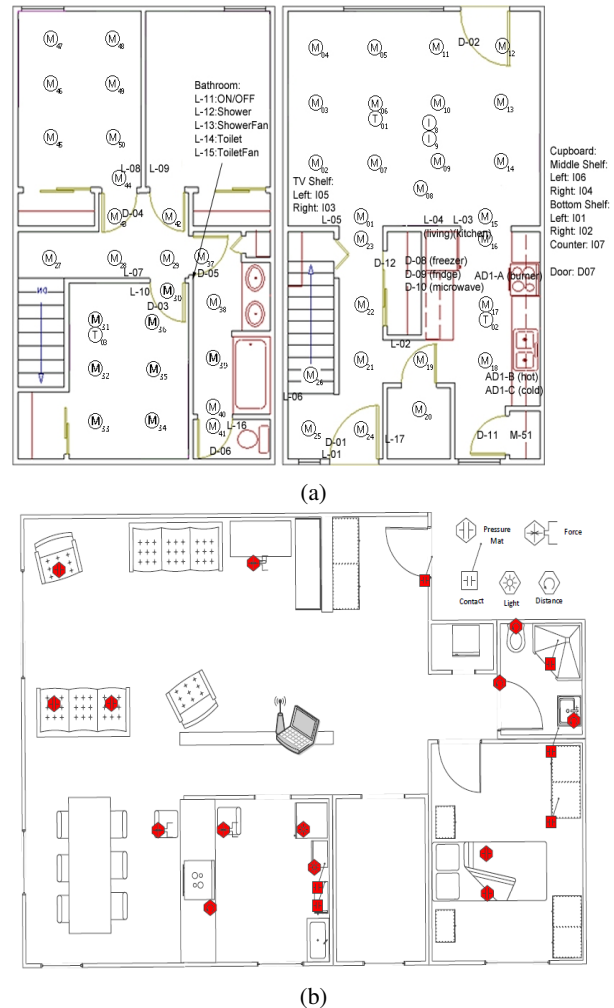 M47 M48 M04 M05 M11 D-02 M12
M46 M49
Bathroom:
L-11:ON/OFF
L-12:Shower
L-13:ShowerFan
L-14:Toilet
L-15:ToiletFan
M03 M06 M10 M13
T01 I8
I9
M45 M50 M02 M07 M09 M14
L-08 L-09
M44
TV Shelf:
Left: I05
Right: I03
Cupboard:
Middle Shelf:
Left: I06
Right: I04
Bottom Shelf:
Left: I01
Right: I02
Counter: I07
Door: D07
M08
D-04
M43 M42
L-05 M01 L-04 L-03 M15
(living)(kitchen)
M23 M16
M27 M28 M29 M37
L-07 D-05
D-12
D-08 (freezer)
D-09 (fridge)
D-10 (microwave)
AD1-A (burner)
DN
L-10 M30
D-03
M38 M22 M17
M31 M36
T03 T02
L-02
M39 M21 M19 M18
M32 M35
M26
AD1-B (hot)
AD1-C (cold)
L-06
M40 M20
M33 M34 M41 L-16
M25 D-01 M24 L-17
D-11 M-51
D-06 L-01
(a)
Pressure
Mat
Force
Contact Light Distance
(b)